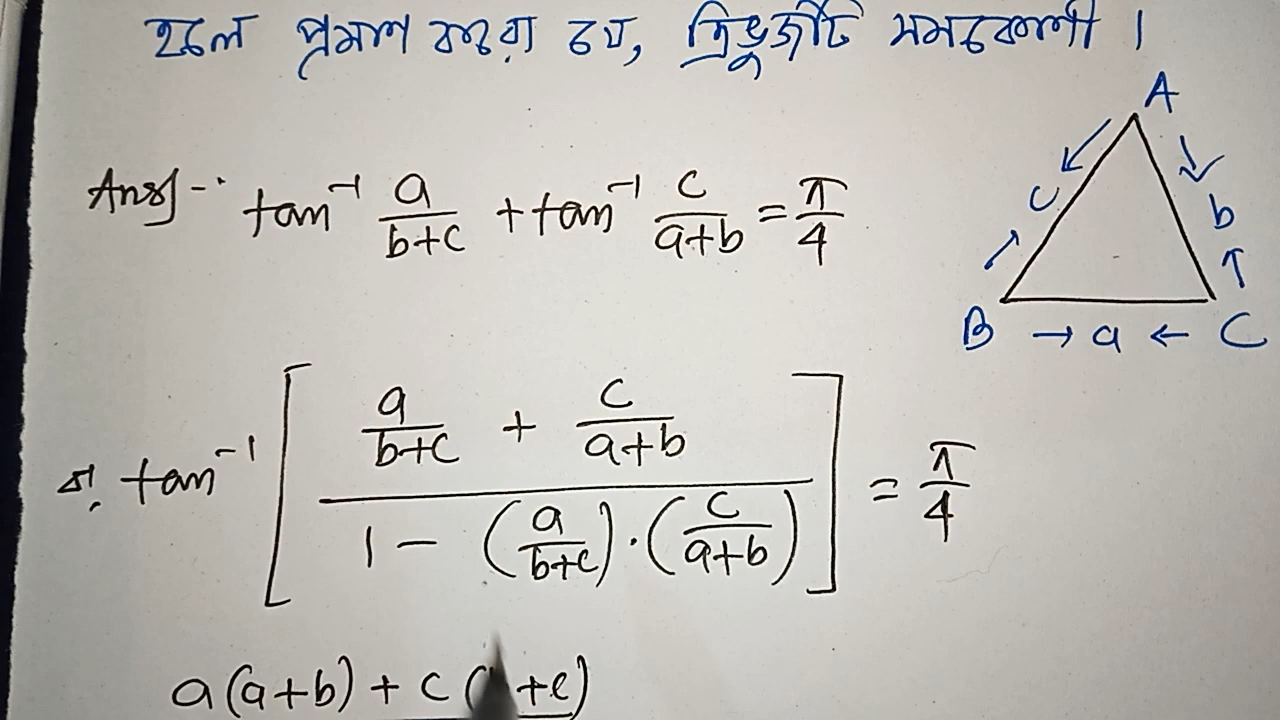 হলে প্রমাণ করো যে, ত্রিভুজটি সমকোণী ।
A
c
b
B → a ← C
Ans:- tan⁻¹ a/(b+c) + tan⁻¹ c/(a+b) = π/4
বা, tan⁻¹ [ (a/(b+c) + c/(a+b)) / (1 - (a/(b+c)) · (c/(a+b))) ] = π/4
a(a+b) + c( +c)